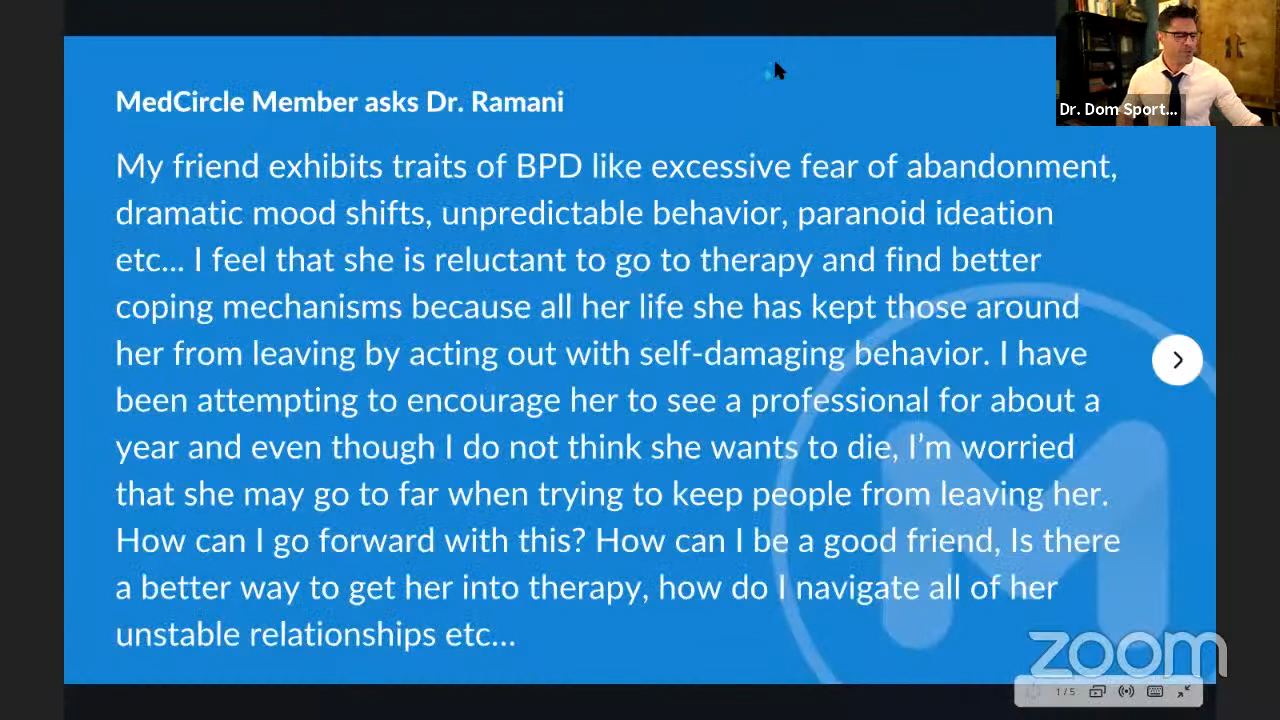 MedCircle Member asks Dr. Ramani
My friend exhibits traits of BPD like excessive fear of abandonment,
dramatic mood shifts, unpredictable behavior, paranoid ideation
etc... I feel that she is reluctant to go to therapy and find better
coping mechanisms because all her life she has kept those around
her from leaving by acting out with self-damaging behavior. I have
been attempting to encourage her to see a professional for about a
year and even though I do not think she wants to die, I'm worried
that she may go to far when trying to keep people from leaving her.
How can I go forward with this? How can I be a good friend, Is there
a better way to get her into therapy, how do I navigate all of her
unstable relationships etc...
Dr. Dom Sport...
zoom
1/5